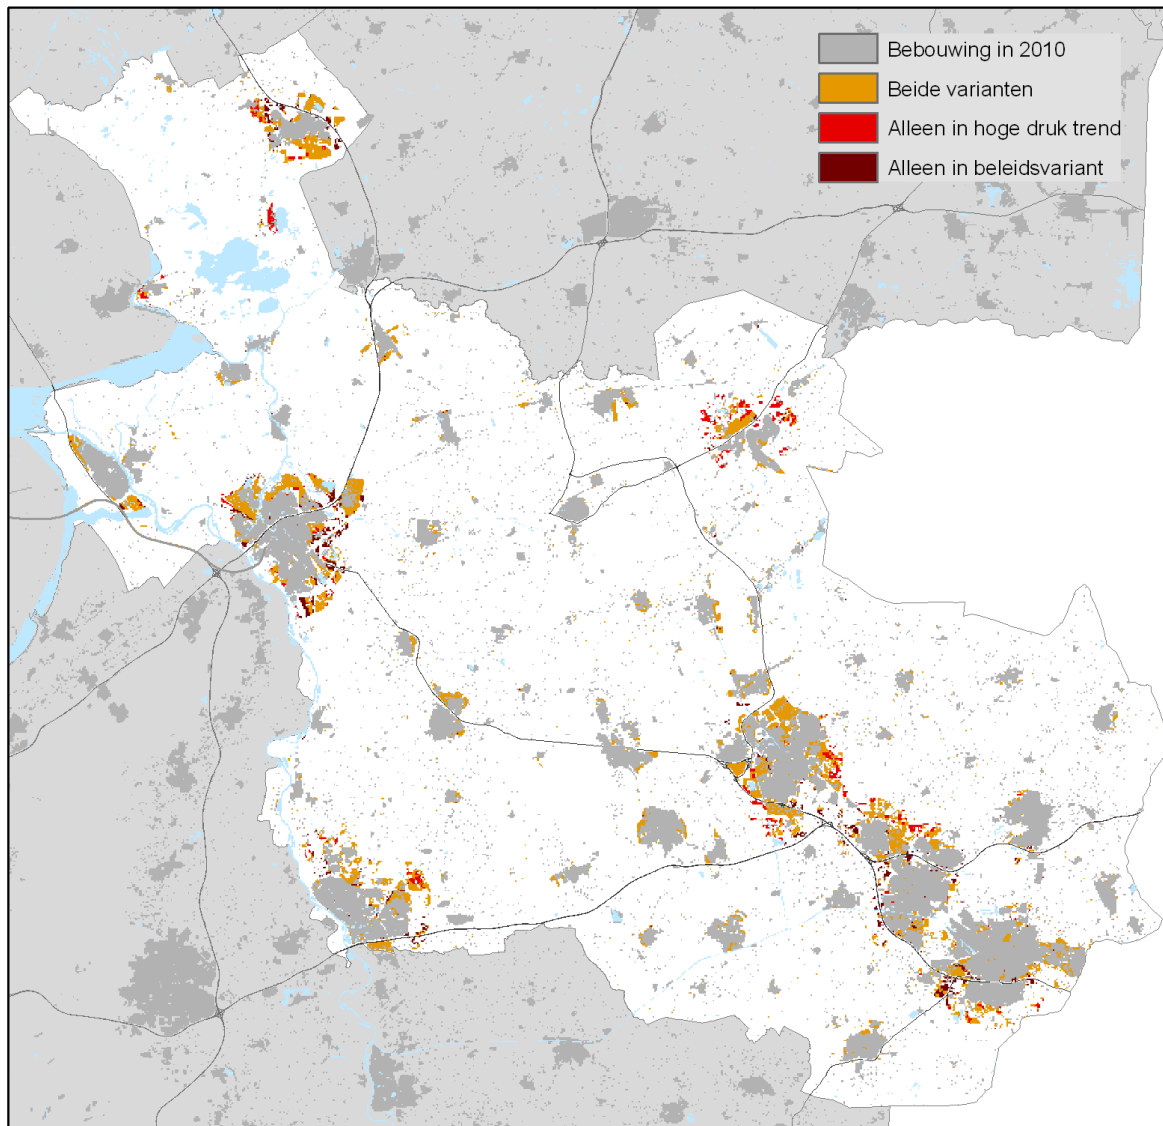 Bebouwing in 2010
Beide varianten
Alleen in hoge druk trend
Alleen in beleidsvariant